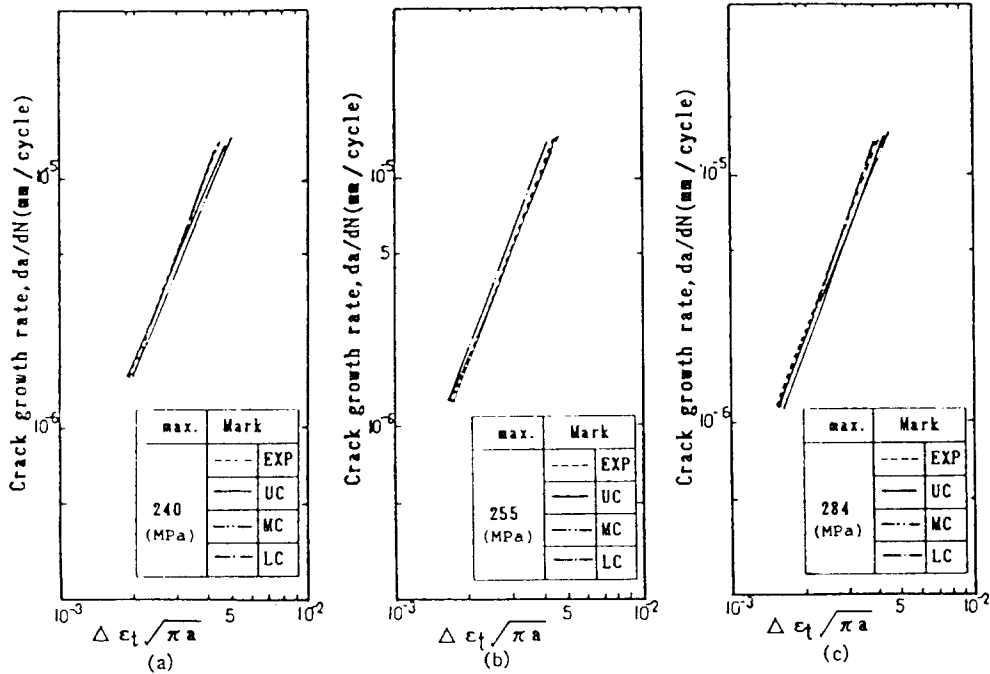 Crack growth rate, da/dN(mm/cycle)
10-5
10-6
max. Mark
EXP
UC
240
(MPa)
MC
LC
10-3 5 10-2
Δ εt √π a
(a)
Crack growth rate, da/dN(mm/cycle)
10-5
5
10-6
max. Mark
EXP
UC
255
(MPa)
MC
LC
10-3 5 10-2
Δ εt √π a
(b)
Crack growth rate, da/dN(mm/cycle)
10-5
10-6
max. Mark
EXP
UC
284
(MPa)
MC
LC
10-3 5 10-2
Δ εt √π a
(c)